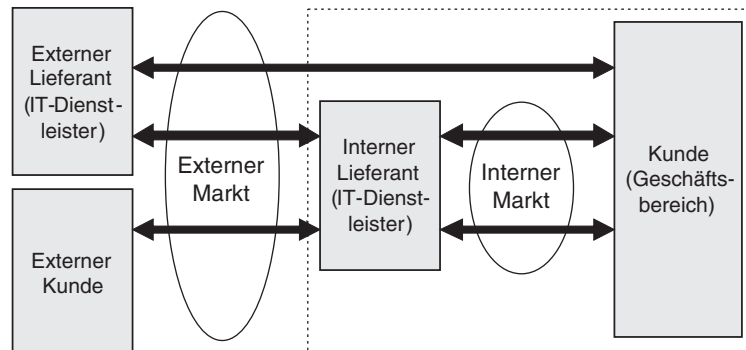 Externer
Lieferant
(IT-Dienst-
leister)
Externer
Markt
Interner
Lieferant
(IT-Dienst-
leister)
Interner
Markt
Kunde
(Geschäfts-
bereich)
Externer
Kunde